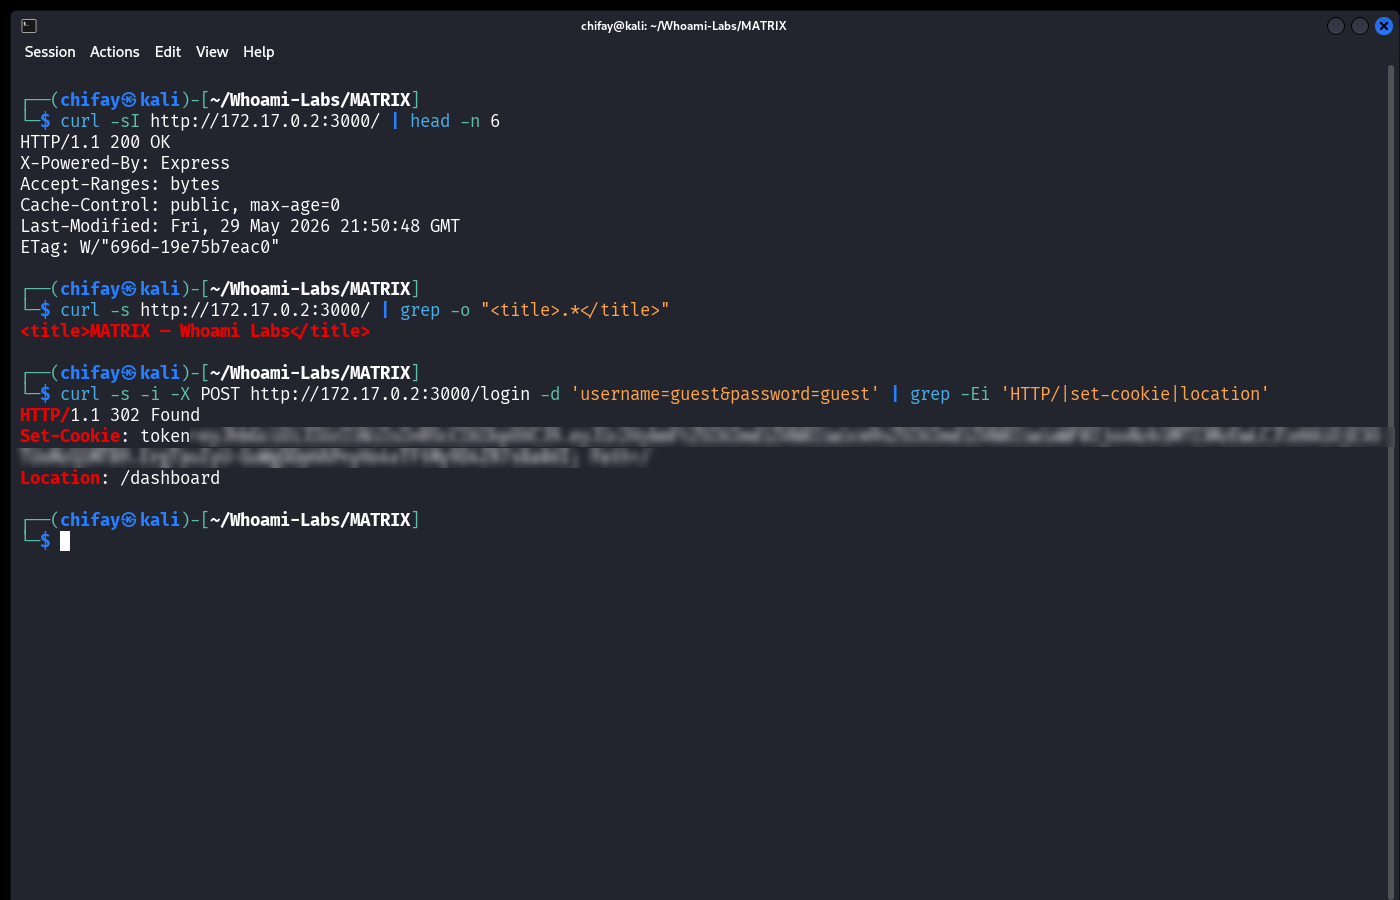 chifay@kali: ~/Whoami-Labs/MATRIX
Session Actions Edit View Help
┌──(chifay㉿kali)-[~/Whoami-Labs/MATRIX]
└─$ curl -sI http://172.17.0.2:3000/ | head -n 6
HTTP/1.1 200 OK
X-Powered-By: Express
Accept-Ranges: bytes
Cache-Control: public, max-age=0
Last-Modified: Fri, 29 May 2026 21:50:48 GMT
ETag: W/"696d-19e75b7eac0"
┌──(chifay㉿kali)-[~/Whoami-Labs/MATRIX]
└─$ curl -s http://172.17.0.2:3000/ | grep -o "<title>.*</title>"
<title>MATRIX — Whoami Labs</title>
┌──(chifay㉿kali)-[~/Whoami-Labs/MATRIX]
└─$ curl -s -i -X POST http://172.17.0.2:3000/login -d 'username=guest&password=guest' | grep -Ei 'HTTP/|set-cookie|location'
HTTP/1.1 302 Found
Set-Cookie: token
Location: /dashboard
┌──(chifay㉿kali)-[~/Whoami-Labs/MATRIX]
└─$